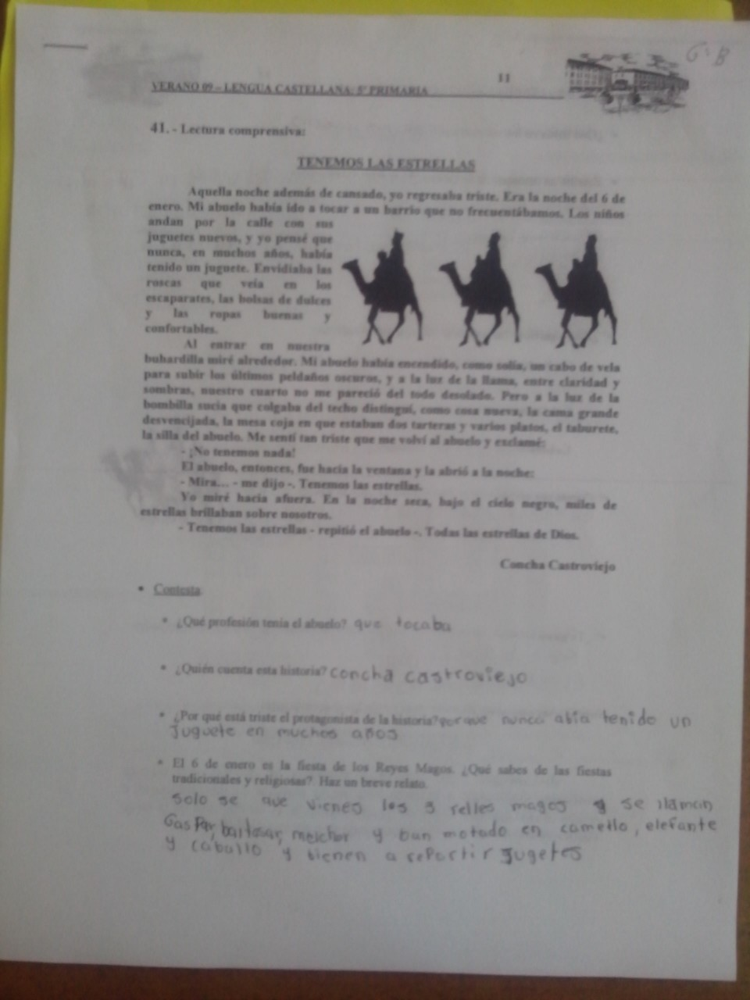 6º B
11
VERANO 09 – LENGUA CASTELLANA 5º PRIMARIA
41. - Lectura comprensiva:
TENEMOS LAS ESTRELLAS
Aquella noche además de cansado, yo regresaba triste. Era la noche del 6 de
enero. Mi abuelo había ido a tocar a un barrio que no frecuentábamos. Los niños
andan por la calle con sus
juguetes nuevos, y yo pensé que
nunca, en muchos años, había
tenido un juguete. Envidiaba las
roscas que veía en los
escaparates, las bolsas de dulces
y las ropas buenas y
confortables.
Al entrar en nuestra
buhardilla miré alrededor. Mi abuelo había encendido, como solía, un cabo de vela
para subir los últimos peldaños oscuros, y a la luz de la llama, entre claridad y
sombras, nuestro cuarto no me pareció del todo desolado. Pero a la luz de la
bombilla sucia que colgaba del techo distinguí, como cosa nueva, la cama grande
desvencijada, la mesa coja en que estaban dos tarteras y varios platos, el taburete,
la silla del abuelo. Me sentí tan triste que me volví al abuelo y exclamé:
- ¡No tenemos nada!
El abuelo, entonces, fue hacia la ventana y la abrió a la noche:
- Mira... - me dijo -. Tenemos las estrellas.
Yo miré hacia afuera. En la noche seca, bajo el cielo negro, miles de
estrellas brillaban sobre nosotros.
- Tenemos las estrellas - repitió el abuelo -. Todas las estrellas de Dios.
Concha Castroviejo
• Contesta
• ¿Qué profesión tenía el abuelo? que tocaba
• ¿Quién cuenta esta historia? concha castroviejo
• ¿Por qué está triste el protagonista de la historia? porque nunca abía tenido un
juguete en muchos años
• El 6 de enero es la fiesta de los Reyes Magos. ¿Qué sabes de las fiestas
tradicionales y religiosas? Haz un breve relato.
solo se que vienes los 3 relles magos y se llaman
Gaspar, baltasar, melchor y ban motado en camello, elefante
y caballo y bienen a repartir jugetes